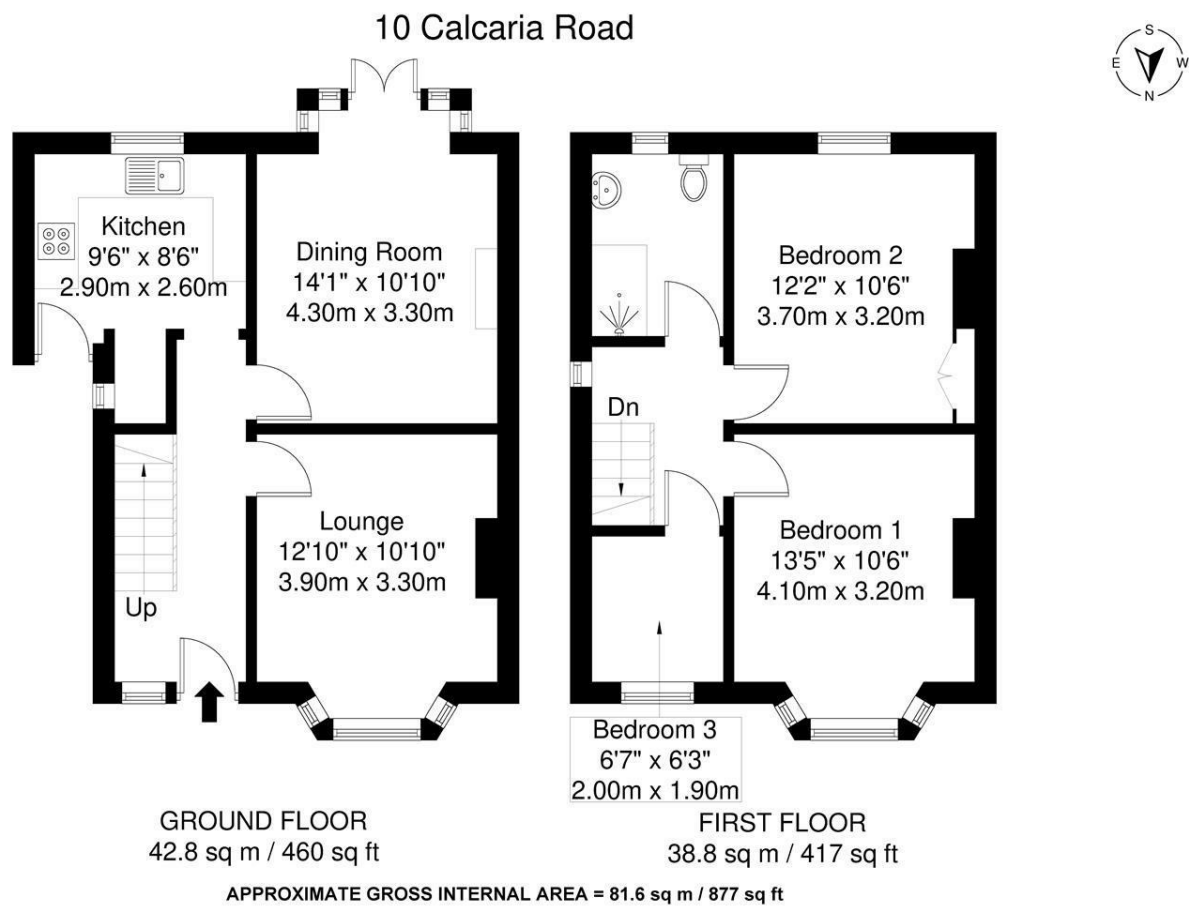 10 Calcaria Road
S
E W
N
Kitchen
9'6" x 8'6"
2.90m x 2.60m
Dining Room
14'1" x 10'10"
4.30m x 3.30m
Lounge
12'10" x 10'10"
3.90m x 3.30m
Up
Bedroom 2
12'2" x 10'6"
3.70m x 3.20m
Dn
Bedroom 1
13'5" x 10'6"
4.10m x 3.20m
Bedroom 3
6'7" x 6'3"
2.00m x 1.90m
GROUND FLOOR
42.8 sq m / 460 sq ft
FIRST FLOOR
38.8 sq m / 417 sq ft
APPROXIMATE GROSS INTERNAL AREA = 81.6 sq m / 877 sq ft